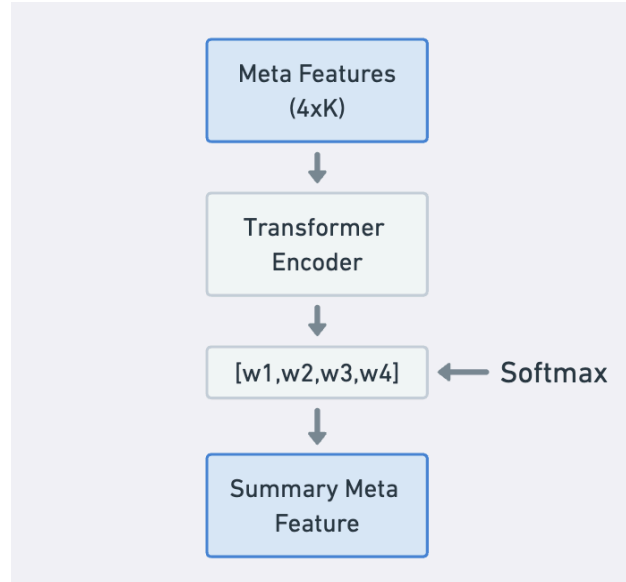 Meta Features
(4xK)
Transformer
Encoder
[w1,w2,w3,w4]
Softmax
Summary Meta
Feature